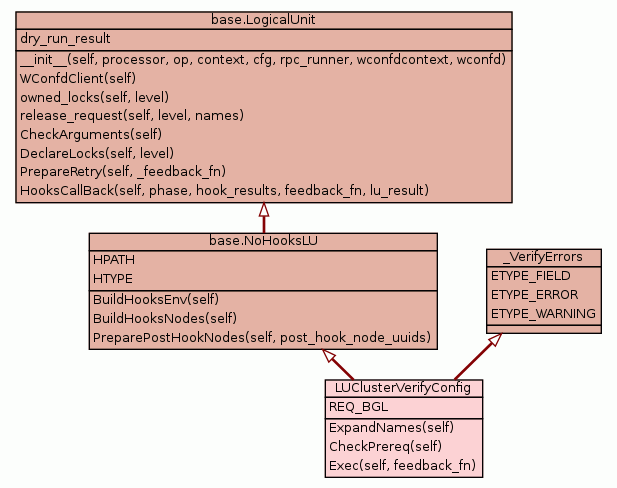 base.LogicalUnit
dry_run_result
__init__(self, processor, op, context, cfg, rpc_runner, wconfdcontext, wconfd)
WConfdClient(self)
owned_locks(self, level)
release_request(self, level, names)
CheckArguments(self)
DeclareLocks(self, level)
PrepareRetry(self, _feedback_fn)
HooksCallBack(self, phase, hook_results, feedback_fn, lu_result)
base.NoHooksLU
HPATH
HTYPE
BuildHooksEnv(self)
BuildHooksNodes(self)
PreparePostHookNodes(self, post_hook_node_uuids)
_VerifyErrors
ETYPE_FIELD
ETYPE_ERROR
ETYPE_WARNING
LUClusterVerifyConfig
REQ_BGL
ExpandNames(self)
CheckPrereq(self)
Exec(self, feedback_fn)